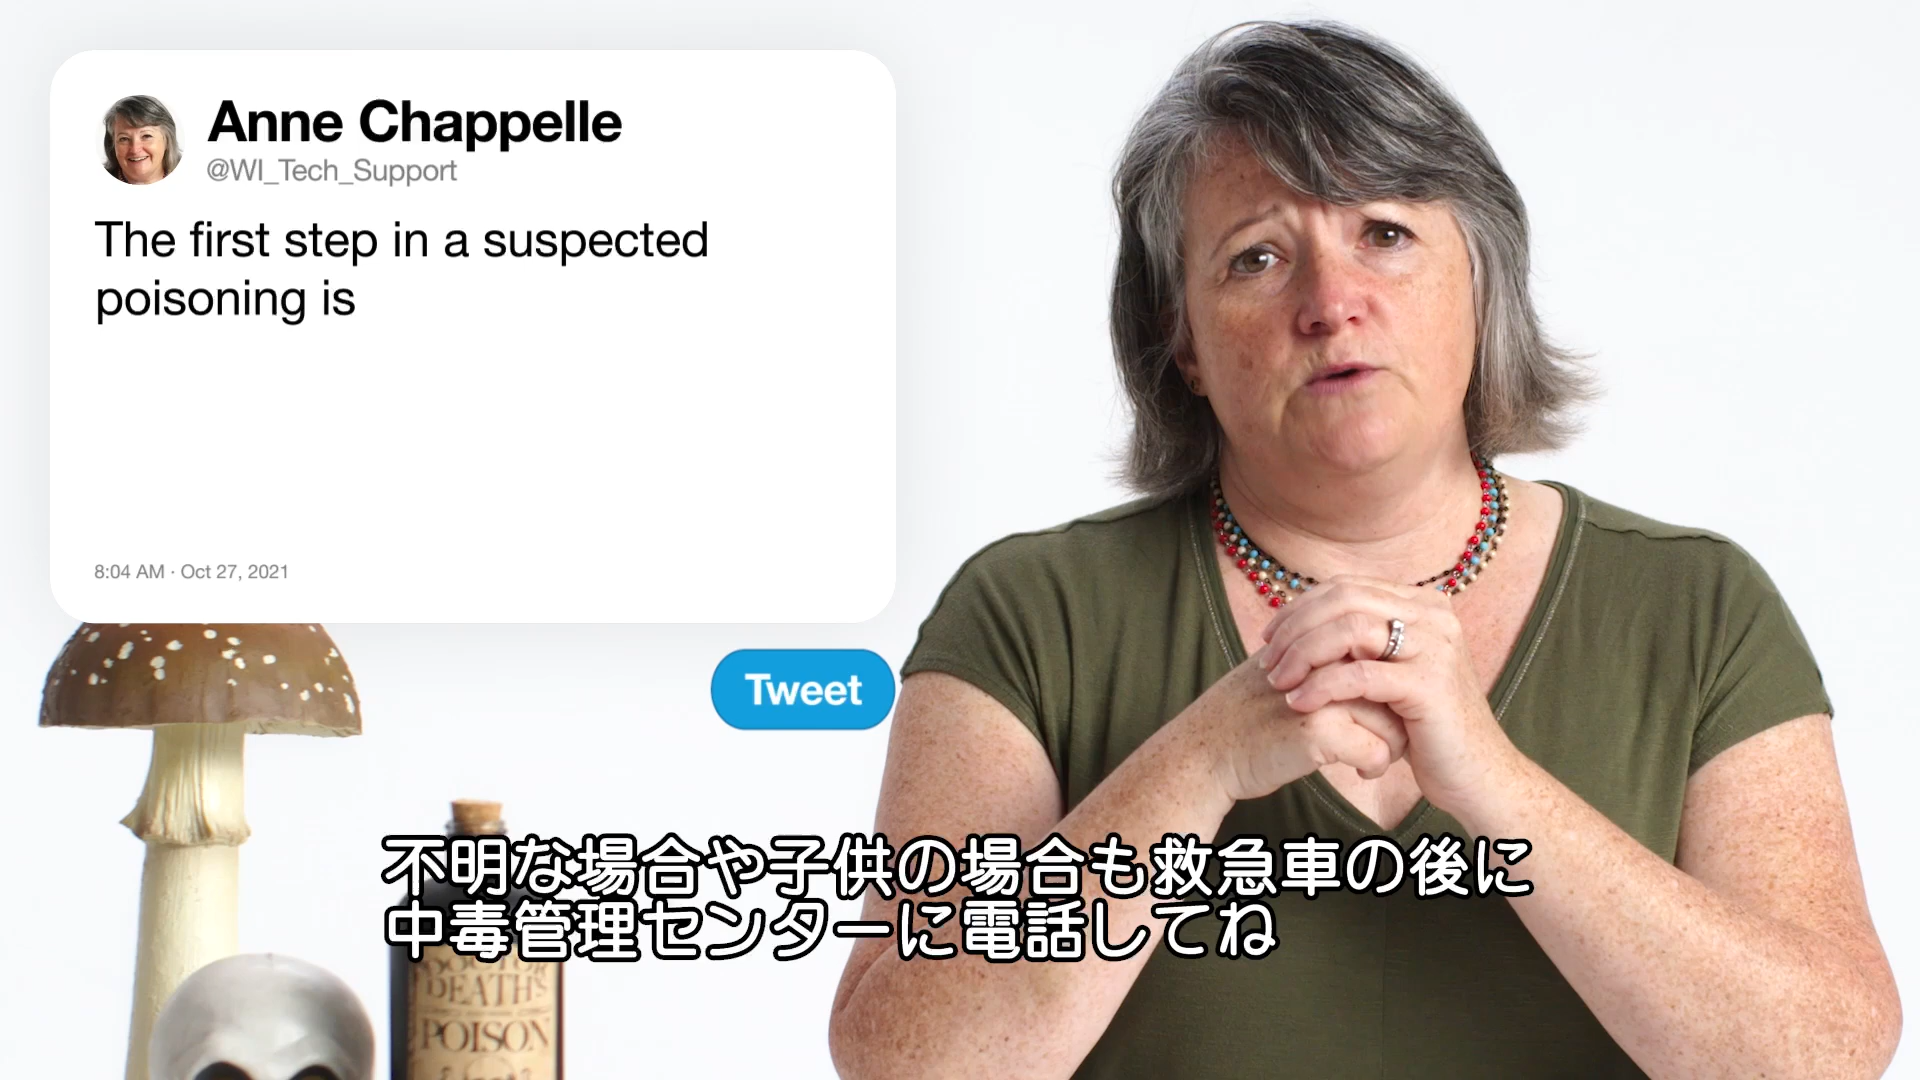 Anne Chappelle
@WI_Tech_Support
The first step in a suspected
poisoning is
8:04 AM · Oct 27, 2021
Tweet
不明な場合や子供の場合も救急車の後に
中毒管理センターに電話してね
DOCTOR
DEATH'S
POISON